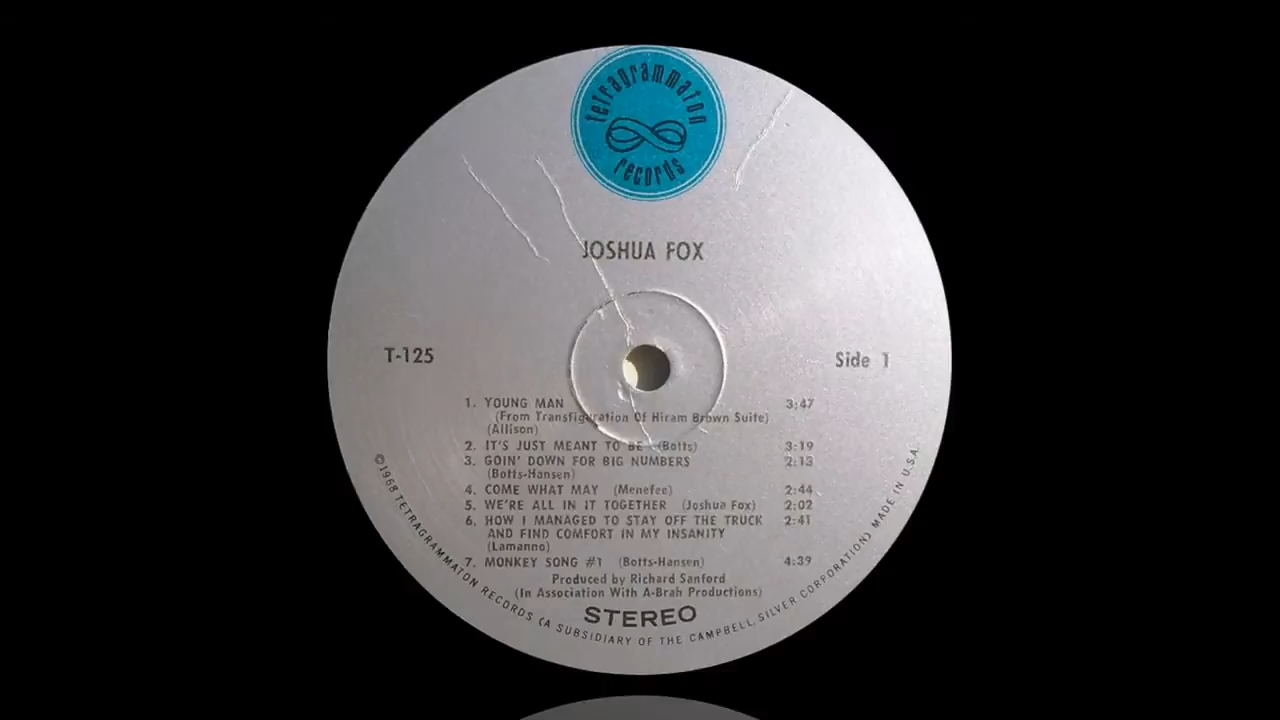 tetragrammaton
records
JOSHUA FOX
T-125
Side 1
1. YOUNG MAN 3:47
(From Transfiguration Of Hiram Brown Suite)
(Allison)
2. IT'S JUST MEANT TO BE (Botts) 3:19
3. GOIN' DOWN FOR BIG NUMBERS 2:13
(Botts-Hansen)
4. COME WHAT MAY (Menefee) 2:44
5. WE'RE ALL IN IT TOGETHER (Joshua Fox) 2:02
6. HOW I MANAGED TO STAY OFF THE TRUCK 2:41
AND FIND COMFORT IN MY INSANITY
(Lamanno)
7. MONKEY SONG #1 (Botts-Hansen) 4:39
Produced by Richard Sanford
(In Association With A-Brah Productions)
STEREO
©1968 TETRAGRAMMATON RECORDS (A SUBSIDIARY OF THE CAMPBELL, SILVER CORPORATION) MADE IN U.S.A.